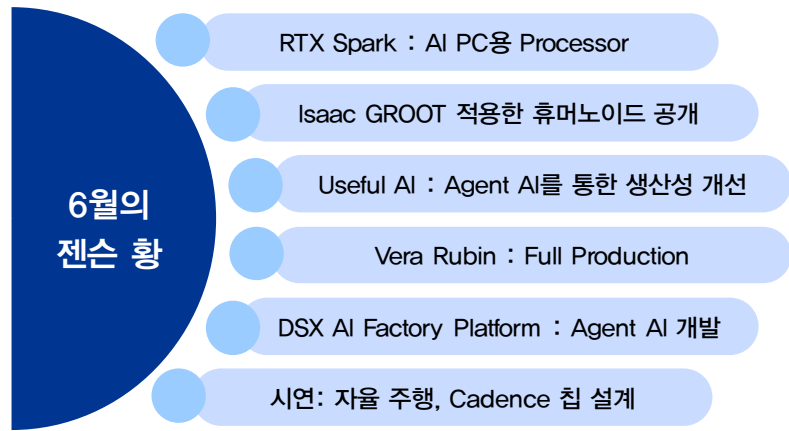 6월의
젠슨 황
RTX Spark : AI PC용 Processor
Isaac GROOT 적용한 휴머노이드 공개
Useful AI : Agent AI를 통한 생산성 개선
Vera Rubin : Full Production
DSX AI Factory Platform : Agent AI 개발
시연: 자율 주행, Cadence 칩 설계